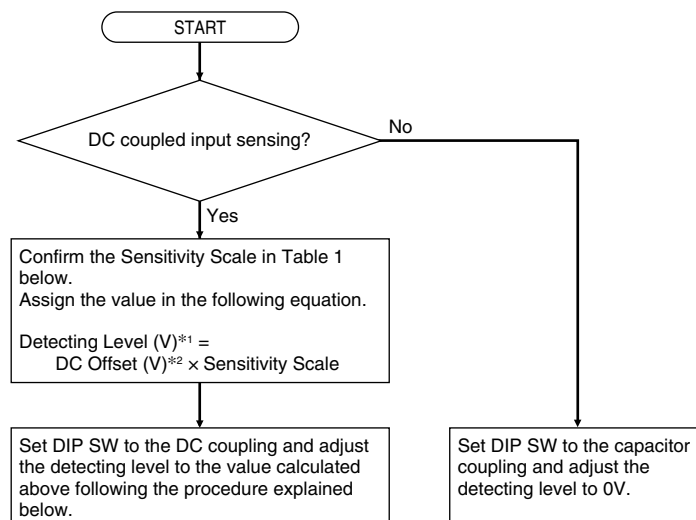 START
DC coupled input sensing?
No
Yes
Confirm the Sensitivity Scale in Table 1
below.
Assign the value in the following equation.
Detecting Level (V)*1 =
DC Offset (V)*2 × Sensitivity Scale
Set DIP SW to the DC coupling and adjust
the detecting level to the value calculated
above following the procedure explained
below.
Set DIP SW to the capacitor
coupling and adjust the
detecting level to 0V.